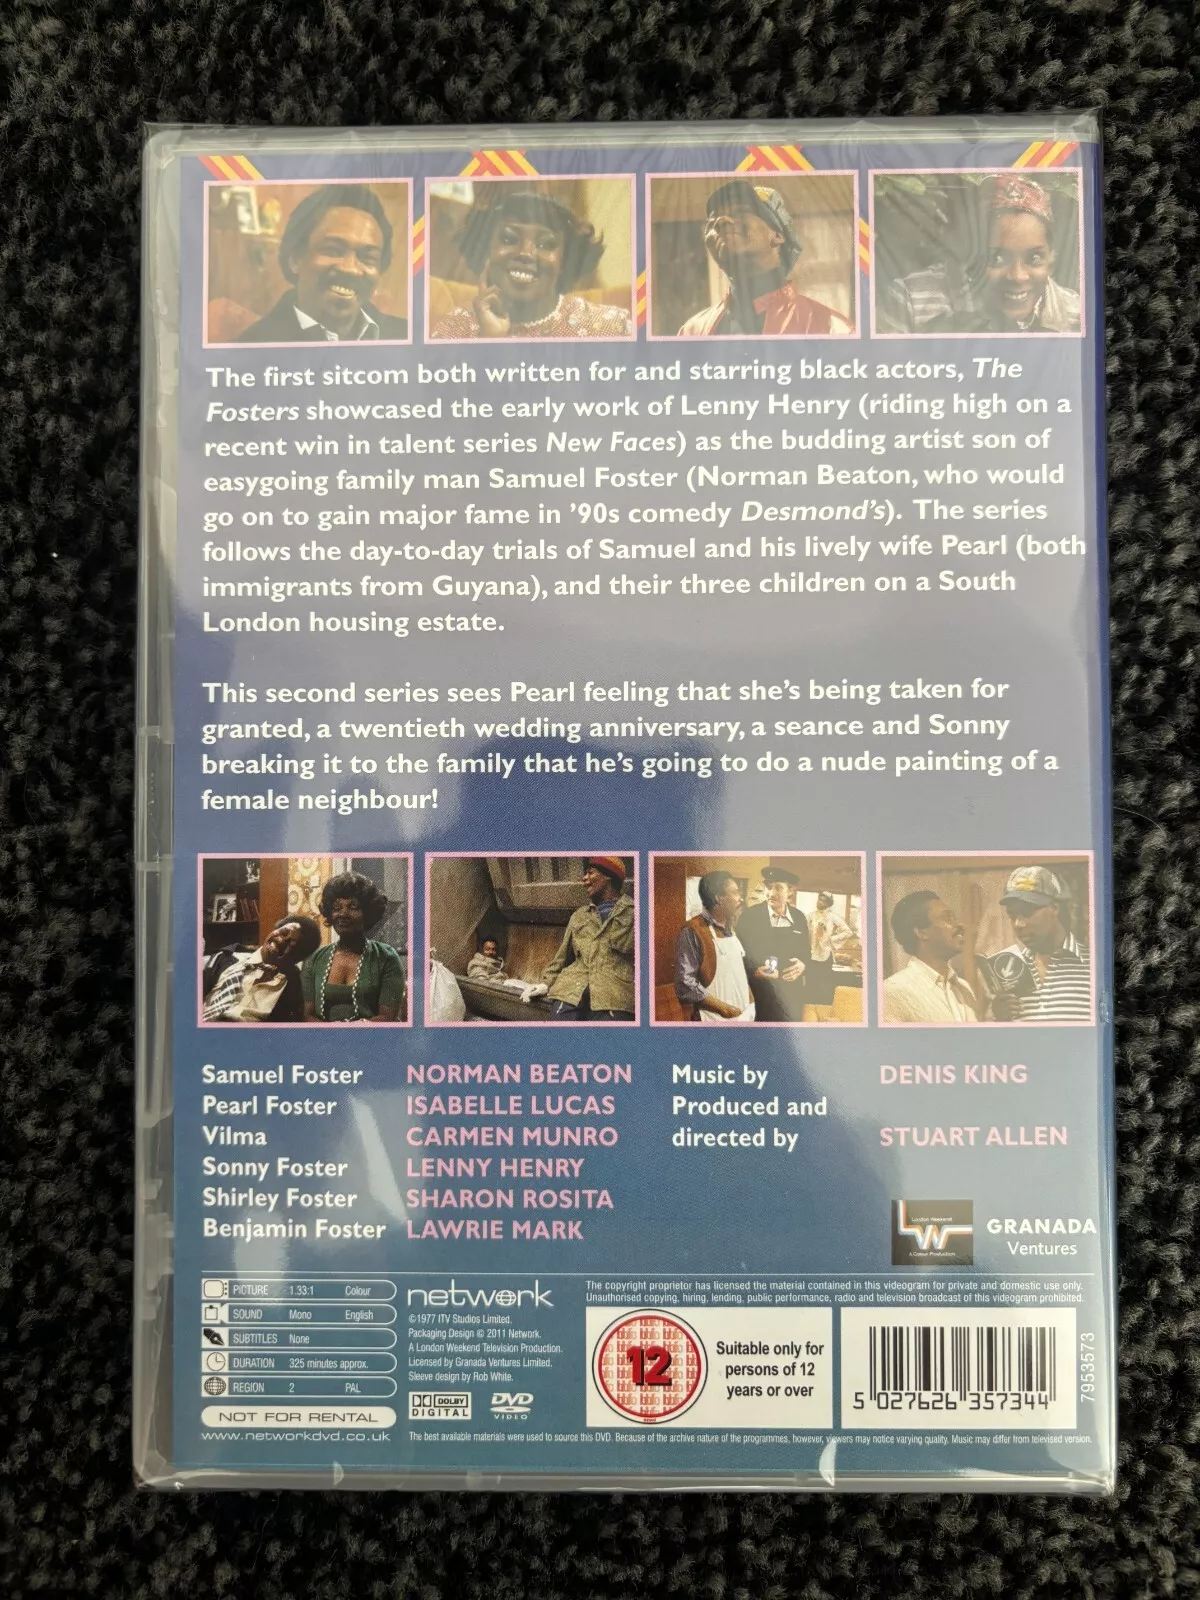 The first sitcom both written for and starring black actors, The
Fosters showcased the early work of Lenny Henry (riding high on a
recent win in talent series New Faces) as the budding artist son of
easygoing family man Samuel Foster (Norman Beaton, who would
go on to gain major fame in ’90s comedy Desmond’s). The series
follows the day-to-day trials of Samuel and his lively wife Pearl (both
immigrants from Guyana), and their three children on a South
London housing estate.
This second series sees Pearl feeling that she’s being taken for
granted, a twentieth wedding anniversary, a seance and Sonny
breaking it to the family that he’s going to do a nude painting of a
female neighbour!
Samuel Foster NORMAN BEATON
Pearl Foster ISABELLE LUCAS
Vilma CARMEN MUNRO
Sonny Foster LENNY HENRY
Shirley Foster SHARON ROSITA
Benjamin Foster LAWRIE MARK
Music by DENIS KING
Produced and
directed by STUART ALLEN
London Weekend
LW
A Colour Production
GRANADA
Ventures
PICTURE 1.33:1 Colour
SOUND Mono English
SUBTITLES None
DURATION 325 minutes approx.
REGION 2 PAL
NOT FOR RENTAL
www.networkdvd.co.uk
network
©1977 ITV Studios Limited.
Packaging Design © 2011 Network.
A London Weekend Television Production.
Licensed by Granada Ventures Limited.
Sleeve design by Rob White.
DOLBY
DIGITAL
DVD
VIDEO
The copyright proprietor has licensed the material contained in this videogram for private and domestic use only.
Unauthorised copying, hiring, lending, public performance, radio and television broadcast of this videogram prohibited.
12
Suitable only for
persons of 12
years or over
5 027626 357344
7953573
The best available materials were used to source this DVD. Because of the archive nature of the programmes, however, viewers may notice varying quality. Music may differ from televised version.